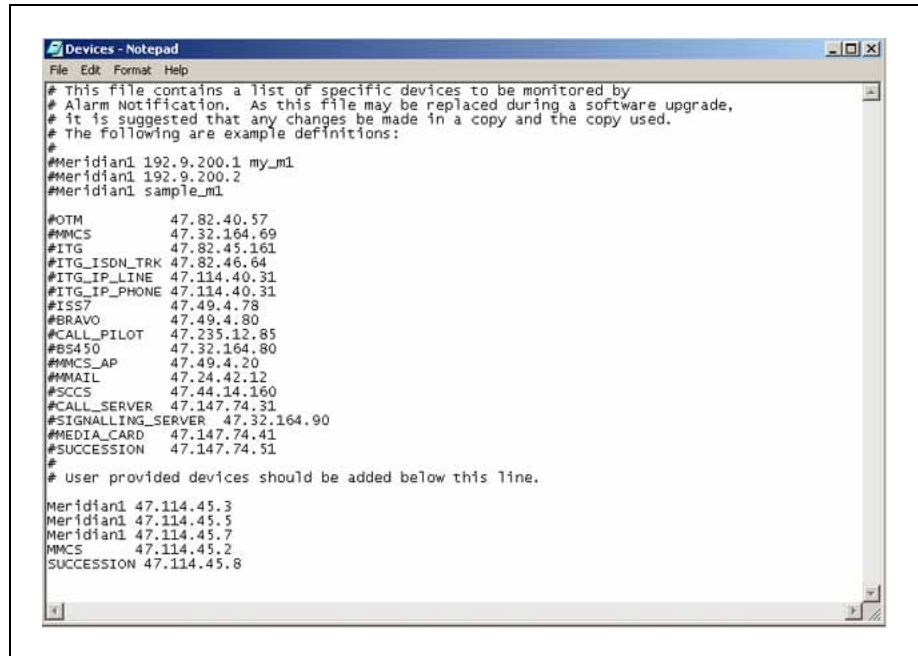 Devices - Notepad
File Edit Format Help
# This file contains a list of specific devices to be monitored by
# Alarm Notification.  As this file may be replaced during a software upgrade,
# it is suggested that any changes be made in a copy and the copy used.
# The following are example definitions:
#
#Meridian1 192.9.200.1 my_m1
#Meridian1 192.9.200.2
#Meridian1 sample_m1

#OTM          47.82.40.57
#MMCS         47.32.164.69
#ITG          47.82.45.161
#ITG_ISDN_TRK 47.82.46.64
#ITG_IP_LINE  47.114.40.31
#ITG_IP_PHONE 47.114.40.31
#ISS7         47.49.4.78
#BRAVO        47.49.4.80
#CALL_PILOT   47.235.12.85
#BS450        47.32.164.80
#MMCS_AP      47.49.4.20
#MMAIL        47.24.42.12
#SCCS         47.44.14.160
#CALL_SERVER  47.147.74.31
#SIGNALLING_SERVER  47.32.164.90
#MEDIA_CARD   47.147.74.41
#SUCCESSION   47.147.74.51
#
# User provided devices should be added below this line.

Meridian1 47.114.45.3
Meridian1 47.114.45.5
Meridian1 47.114.45.7
MMCS      47.114.45.2
SUCCESSION 47.114.45.8